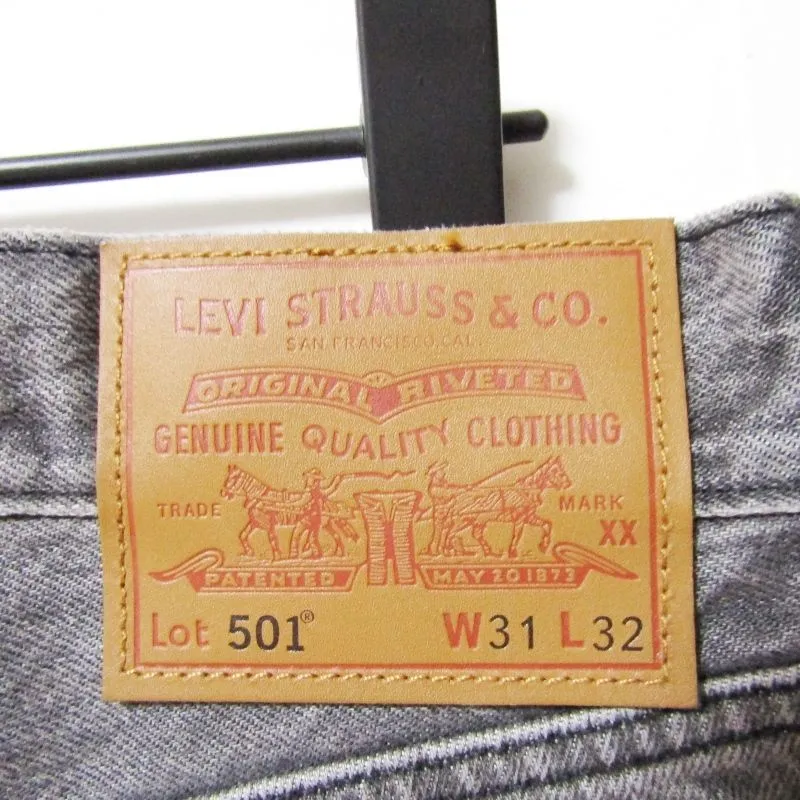 LEVI STRAUSS & CO.
SAN FRANCISCO, CAL.
ORIGINAL RIVETED
GENUINE QUALITY CLOTHING
TRADE MARK
XX
PATENTED MAY 20 1873
Lot 501® W31 L32